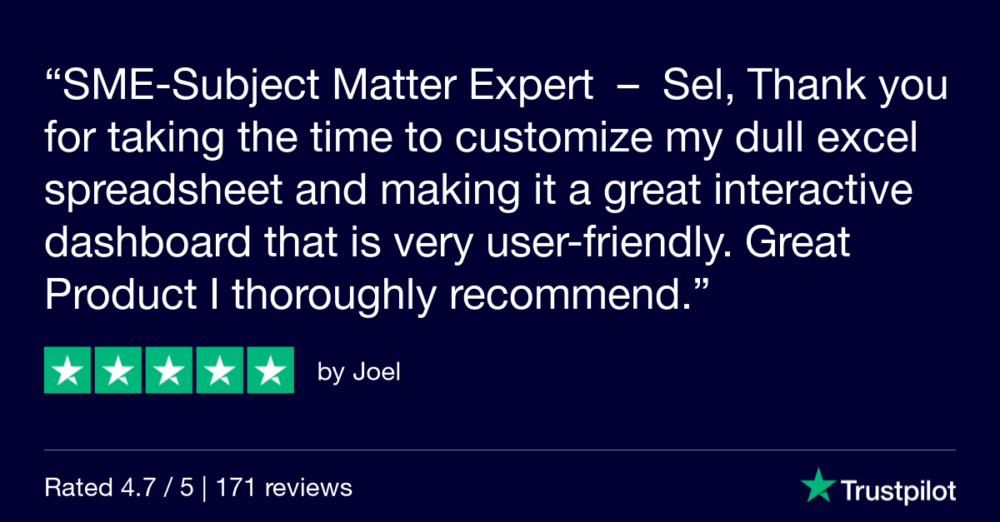 “SME-Subject Matter Expert  –  Sel, Thank you
for taking the time to customize my dull excel
spreadsheet and making it a great interactive
dashboard that is very user-friendly. Great
Product I thoroughly recommend.”
by Joel
Rated 4.7 / 5 | 171 reviews
Trustpilot